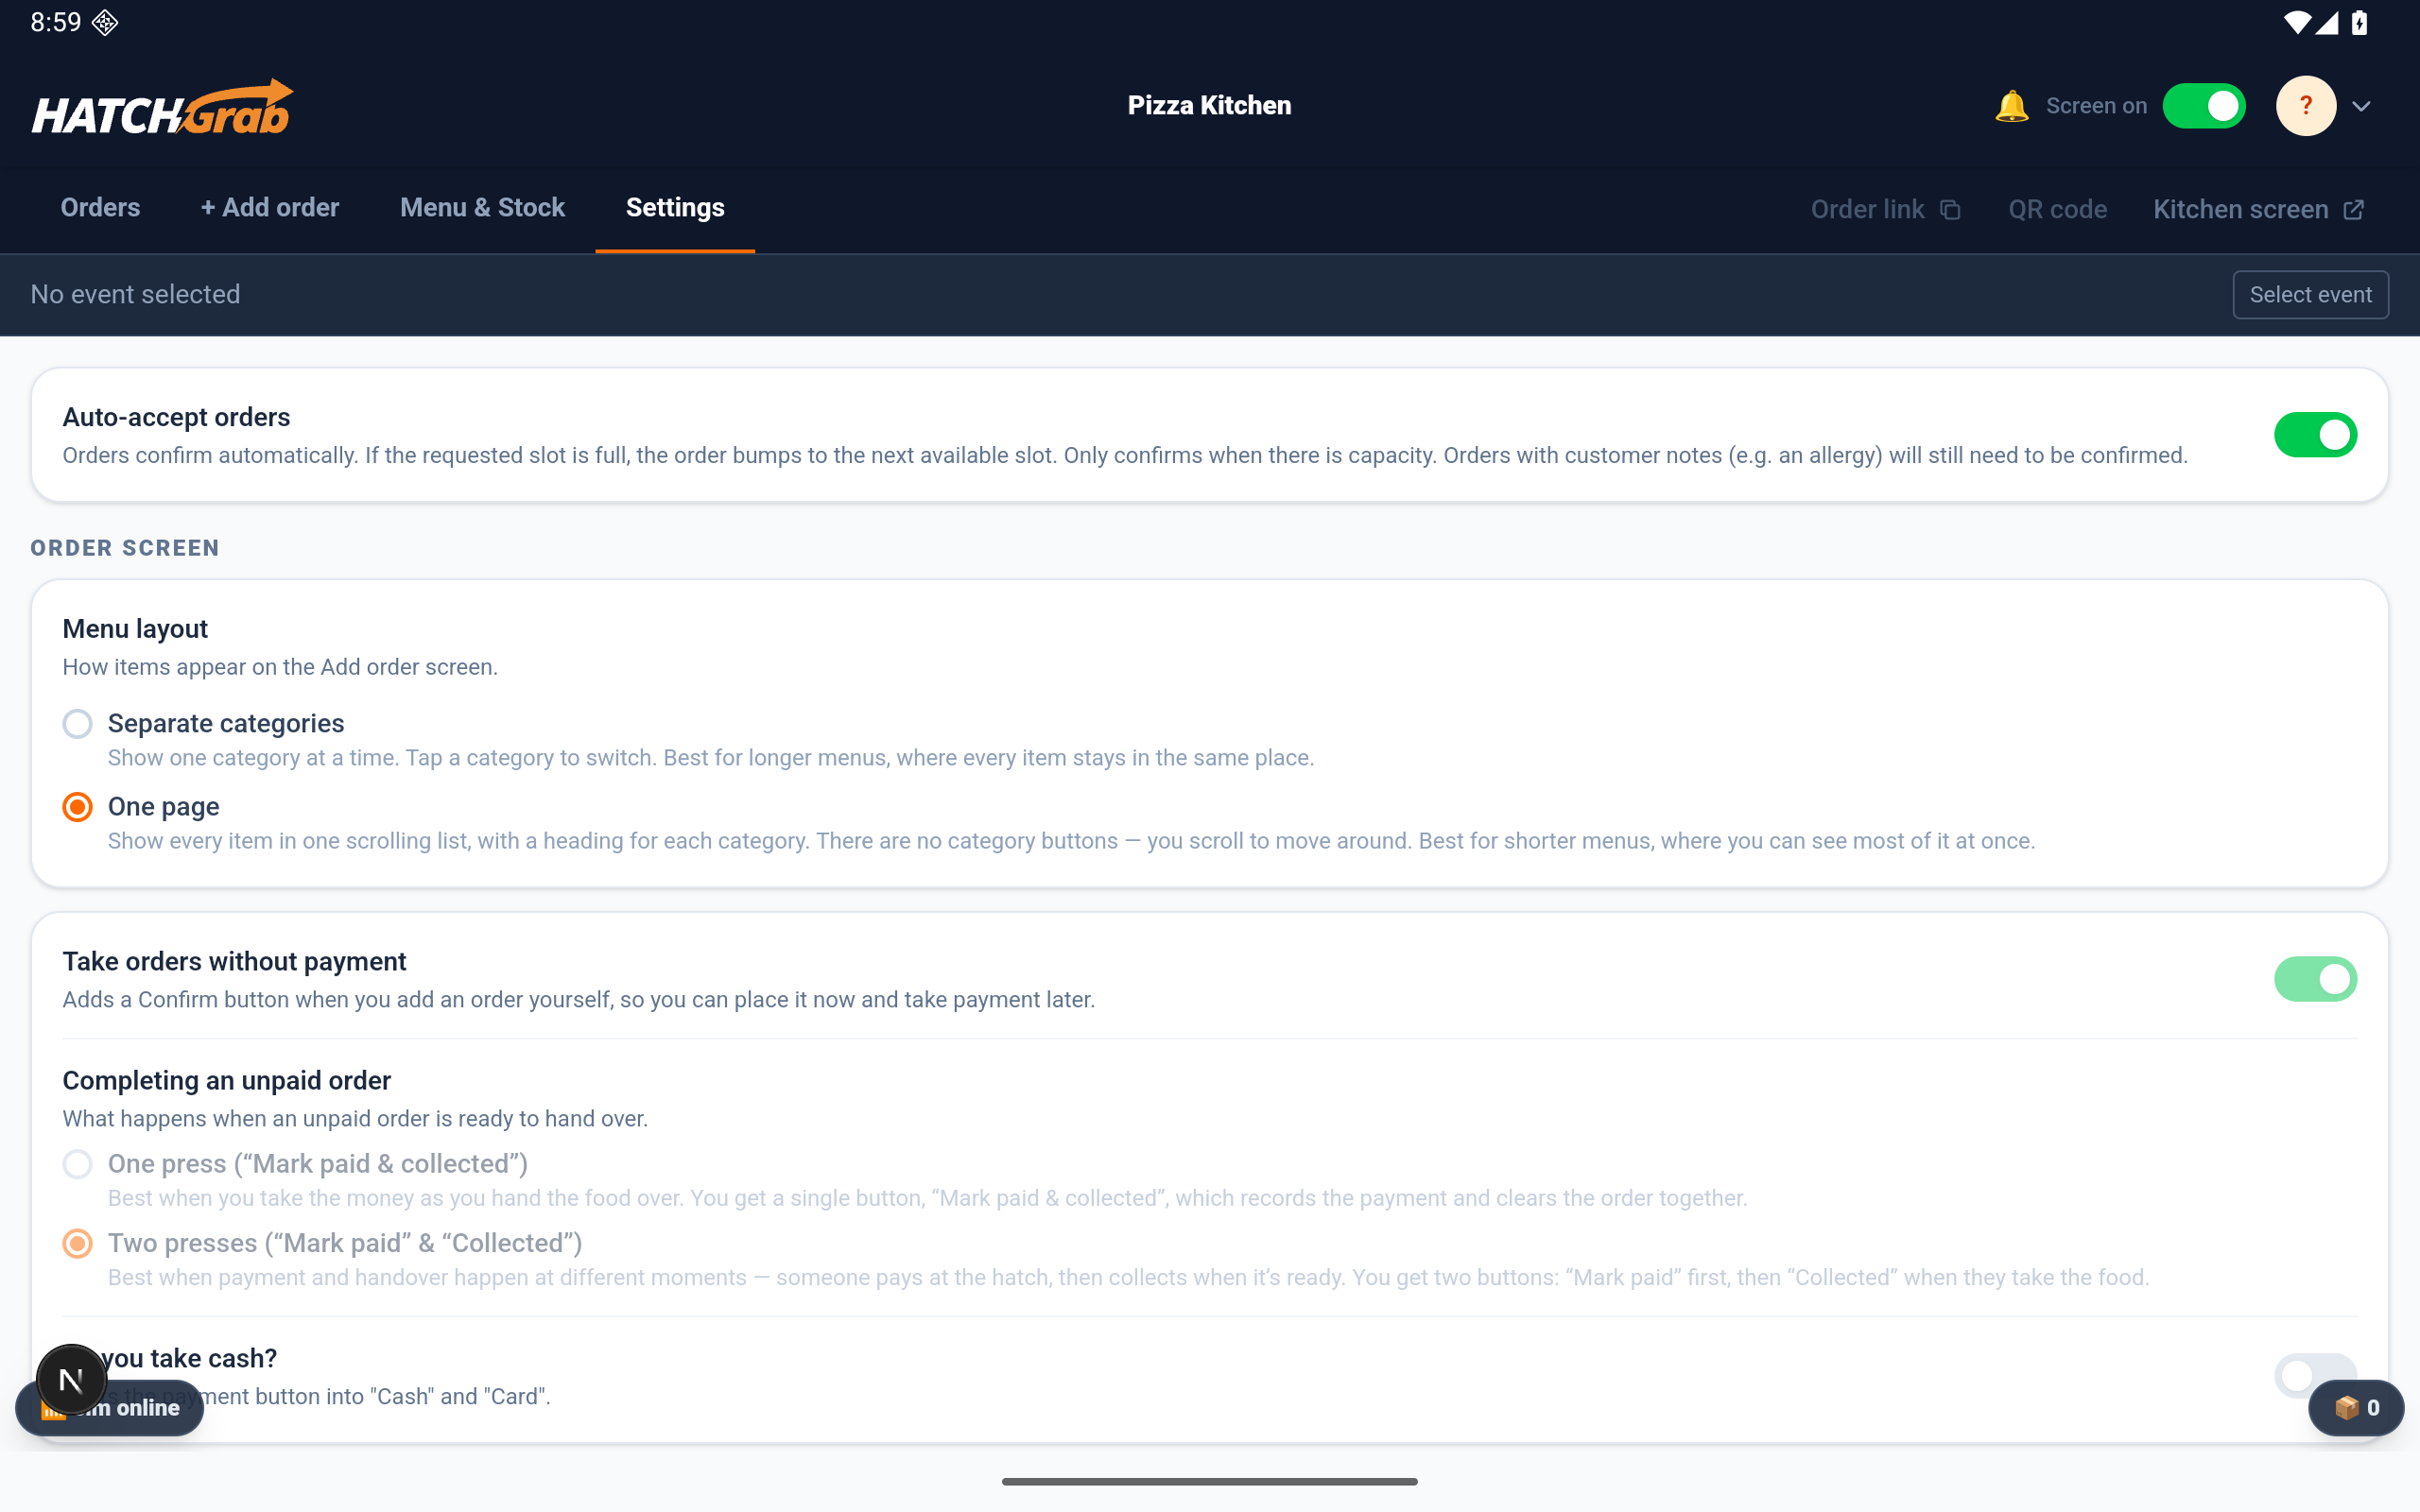 8:59
HATCHGrab
Pizza Kitchen
Screen on
?
Orders
+ Add order
Menu & Stock
Settings
Order link
QR code
Kitchen screen
No event selected
Select event
Auto-accept orders
Orders confirm automatically. If the requested slot is full, the order bumps to the next available slot. Only confirms when there is capacity. Orders with customer notes (e.g. an allergy) will still need to be confirmed.
ORDER SCREEN
Menu layout
How items appear on the Add order screen.
Separate categories
Show one category at a time. Tap a category to switch. Best for longer menus, where every item stays in the same place.
One page
Show every item in one scrolling list, with a heading for each category. There are no category buttons — you scroll to move around. Best for shorter menus, where you can see most of it at once.
Take orders without payment
Adds a Confirm button when you add an order yourself, so you can place it now and take payment later.
Completing an unpaid order
What happens when an unpaid order is ready to hand over.
One press (“Mark paid & collected”)
Best when you take the money as you hand the food over. You get a single button, “Mark paid & collected”, which records the payment and clears the order together.
Two presses (“Mark paid” & “Collected”)
Best when payment and handover happen at different moments — someone pays at the hatch, then collects when it’s ready. You get two buttons: “Mark paid” first, then “Collected” when they take the food.
you take cash?
the payment button into "Cash" and "Card".
N
online
0